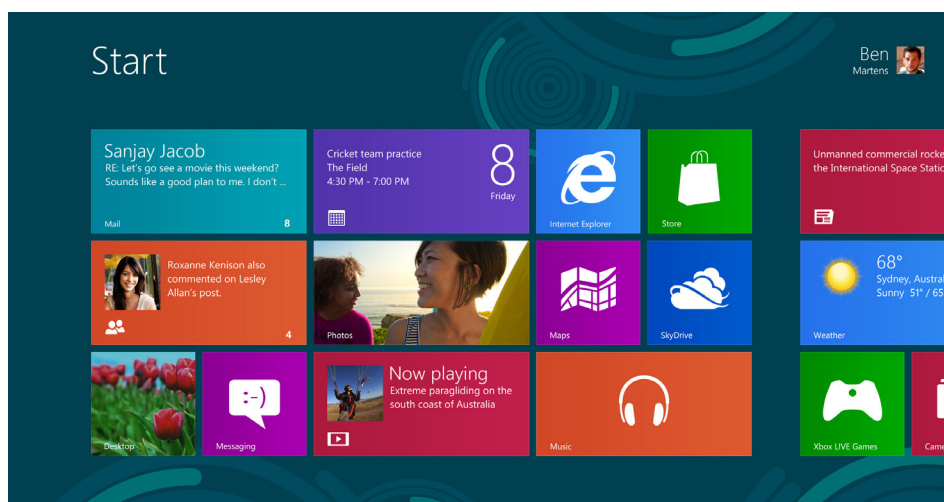 Start
Ben
Martens
Sanjay Jacob
RE: Let's go see a movie this weekend?
Sounds like a good plan to me. I don't ...
Mail
8
Cricket team practice
The Field
4:30 PM - 7:00 PM
8
Friday
Internet Explorer
Store
Unmanned commercial
the International Space
Roxanne Kenison also
commented on Lesley
Allan's post.
4
Photos
Maps
SkyDrive
68°
Sydney,
Sunny 51° / 65
Weather
Desktop
Messaging
:-)
Now playing
Extreme paragliding on the
south coast of Australia
Music
Xbox LIVE Games